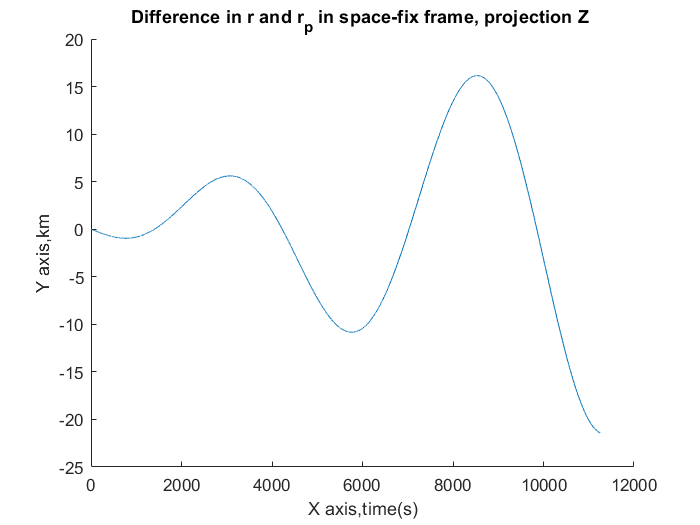 Difference in r and r_p in space-fix frame, projection Z
20
15
10
5
0
-5
-10
-15
-20
-25
Y axis,km
0 2000 4000 6000 8000 10000 12000
X axis,time(s)